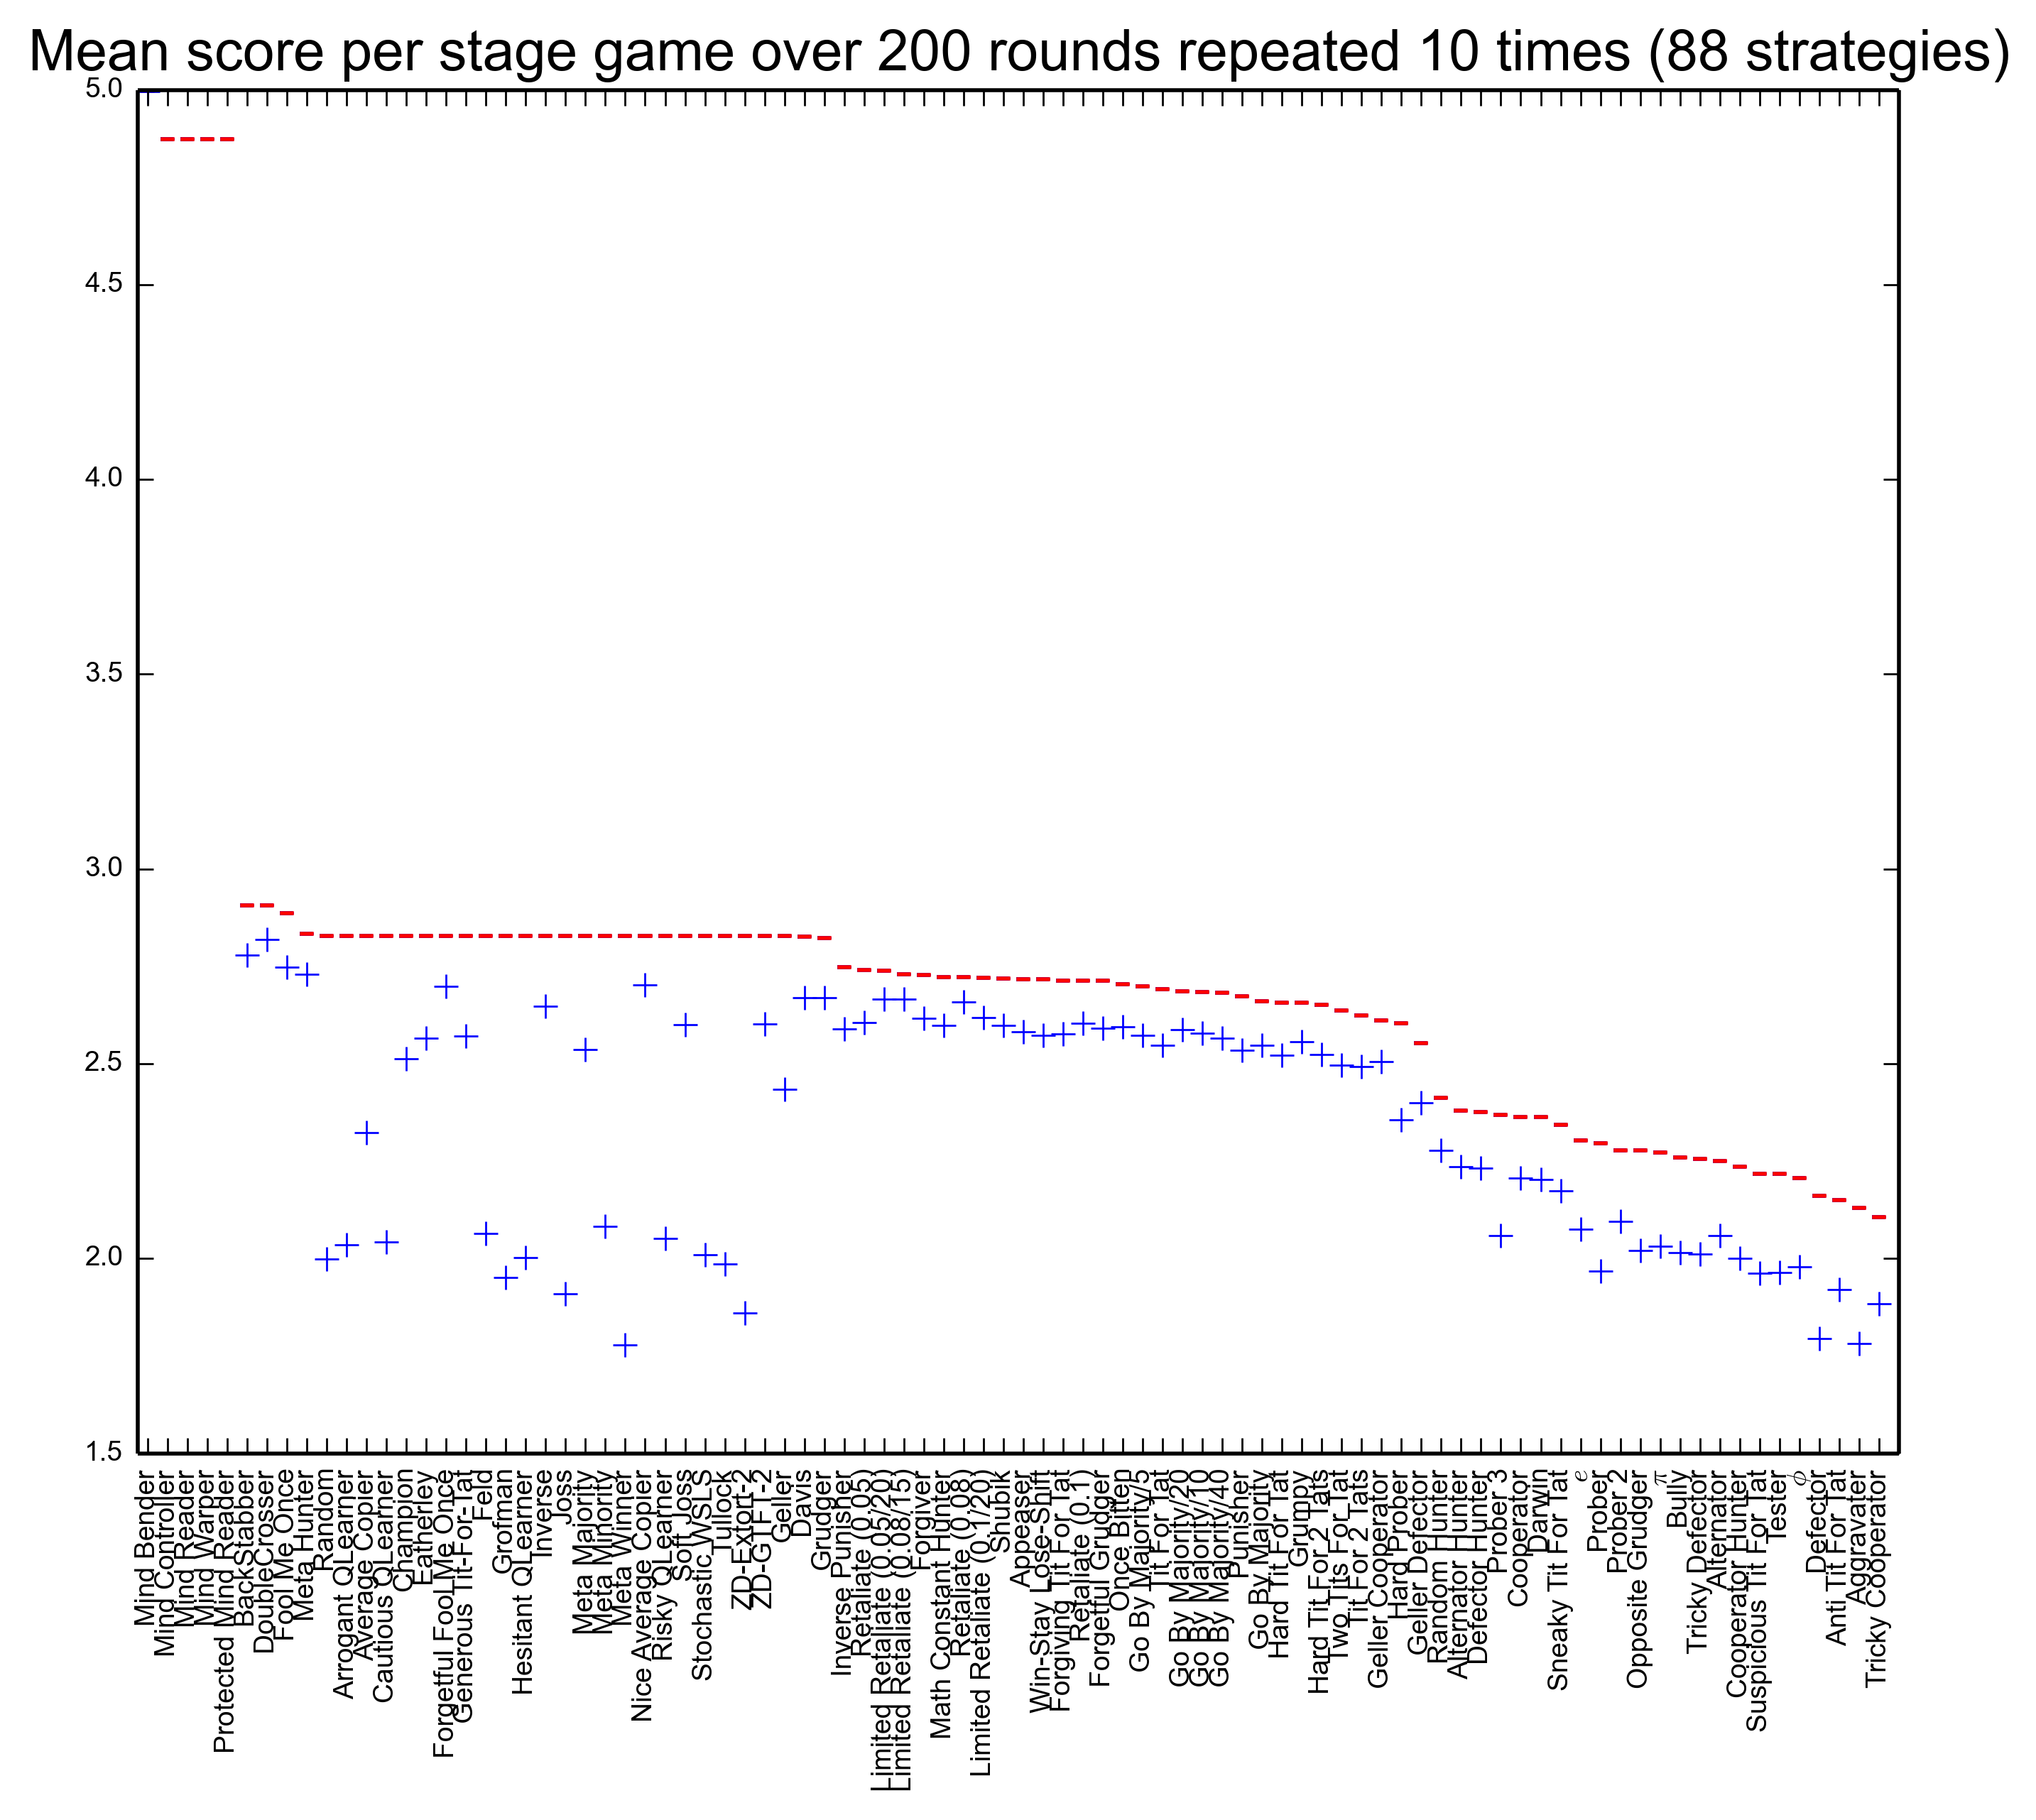 Mean score per stage game over 200 rounds repeated 10 times (88 strategies)
5.0
4.5
4.0
3.5
3.0
2.5
2.0
1.5
Mind Bender
Mind Controller
Mind Reader
Mind Warper
Protected Mind Reader
BackStabber
DoubleCrosser
Fool Me Once
Meta Hunter
Random
Arrogant QLearner
Average Copier
Cautious QLearner
Champion
Eatherley
Forgetful Fool Me Once
Generous Tit-For-Tat
Feld
Grofman
Hesitant QLearner
Inverse
Joss
Meta Majority
Meta Minority
Meta Winner
Nice Average Copier
Risky QLearner
Soft Joss
Stochastic WSLS
Tullock
ZD-Extort-2
ZD-GTFT-2
Geller
Davis
Grudger
Inverse Punisher
Retaliate (0.05)
Limited Retaliate (0.05/20)
Limited Retaliate (0.08/15)
Forgiver
Math Constant Hunter
Retaliate (0.08)
Limited Retaliate (0.1/20)
Shubik
Appeaser
Win-Stay Lose-Shift
Forgiving Tit For Tat
Retaliate (0.1)
Forgetful Grudger
Once Bitten
Go By Majority/5
Tit For Tat
Go By Majority/20
Go By Majority/10
Go By Majority/40
Punisher
Go By Majority
Hard Tit For Tat
Grumpy
Hard Tit For 2 Tats
Two Tits For Tat
Tit For 2 Tats
Geller Cooperator
Hard Prober
Geller Defector
Random Hunter
Alternator Hunter
Defector Hunter
Prober 3
Cooperator
Darwin
Sneaky Tit For Tat
e
Prober
Prober 2
Opposite Grudger
π
Bully
Tricky Defector
Alternator
Cooperator Hunter
Suspicious Tit For Tat
Tester
ϕ
Defector
Anti Tit For Tat
Aggravater
Tricky Cooperator